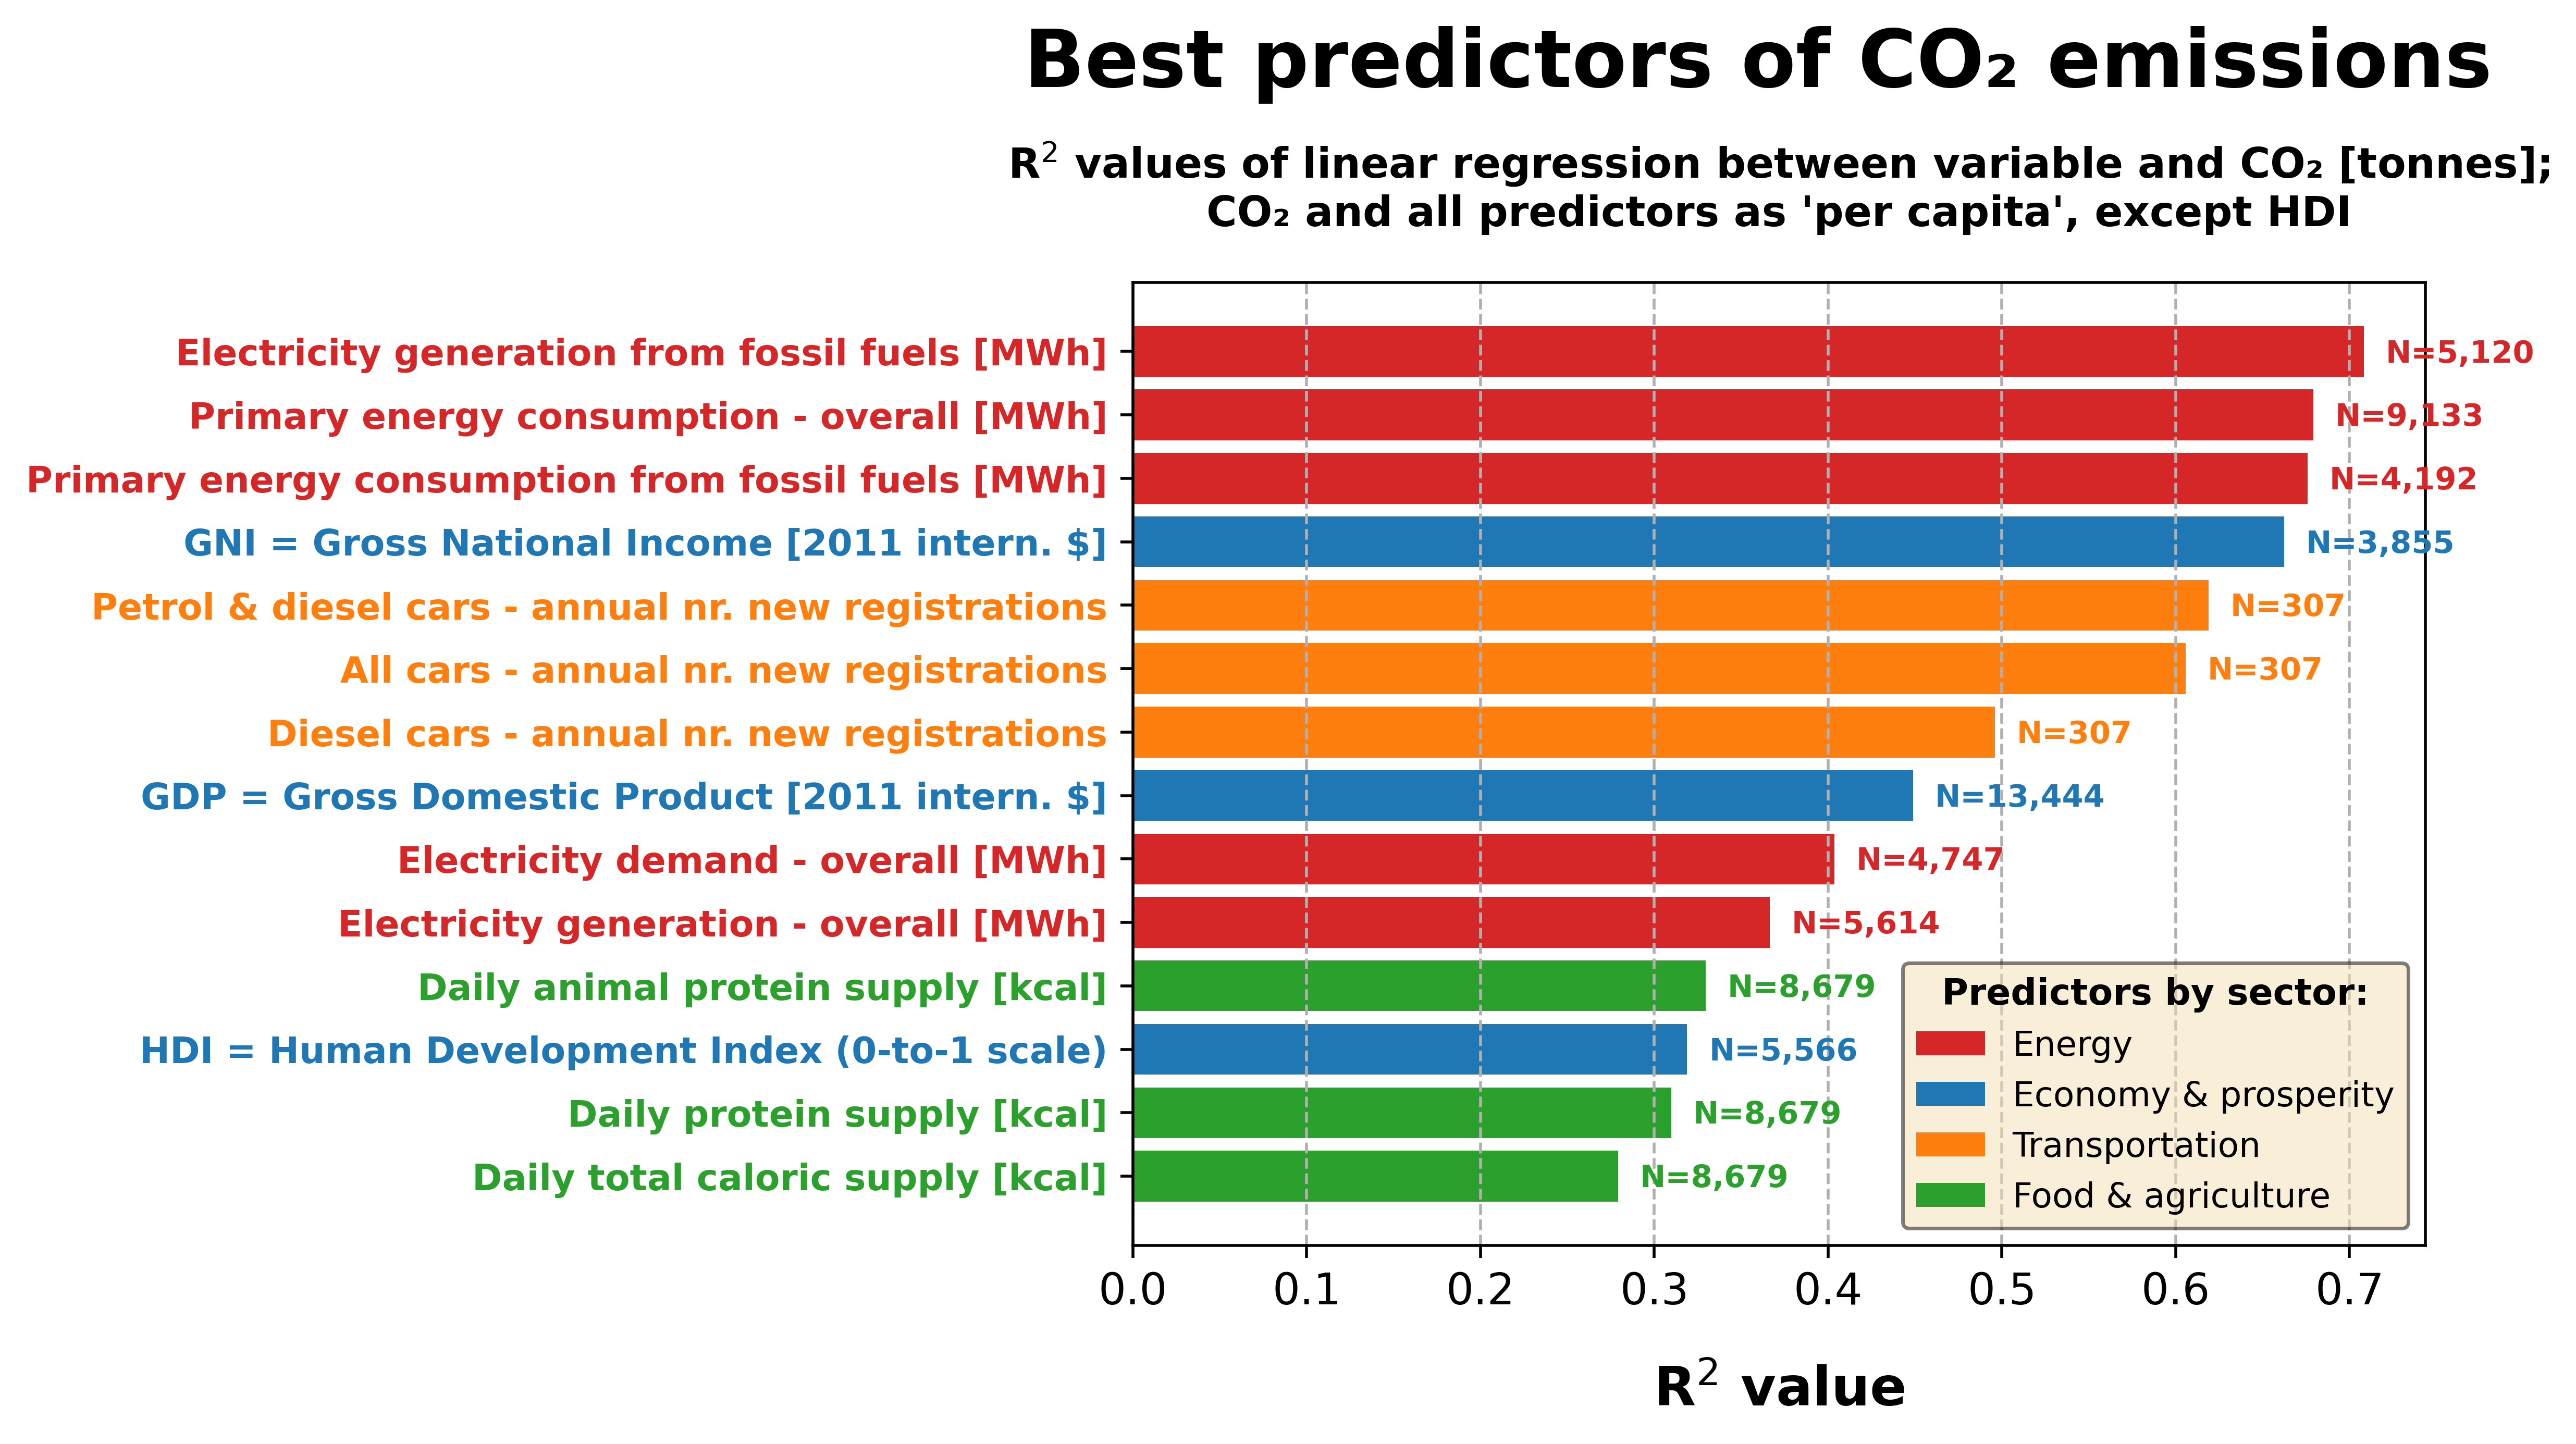 Best predictors of CO₂ emissions
R² values of linear regression between variable and CO₂ [tonnes];
CO₂ and all predictors as 'per capita', except HDI
Electricity generation from fossil fuels [MWh] N=5,120
Primary energy consumption - overall [MWh] N=9,133
Primary energy consumption from fossil fuels [MWh] N=4,192
GNI = Gross National Income [2011 intern. $] N=3,855
Petrol & diesel cars - annual nr. new registrations N=307
All cars - annual nr. new registrations N=307
Diesel cars - annual nr. new registrations N=307
GDP = Gross Domestic Product [2011 intern. $] N=13,444
Electricity demand - overall [MWh] N=4,747
Electricity generation - overall [MWh] N=5,614
Daily animal protein supply [kcal] N=8,679
HDI = Human Development Index (0-to-1 scale) N=5,566
Daily protein supply [kcal] N=8,679
Daily total caloric supply [kcal] N=8,679
Predictors by sector:
Energy
Economy & prosperity
Transportation
Food & agriculture
0.0 0.1 0.2 0.3 0.4 0.5 0.6 0.7
R² value